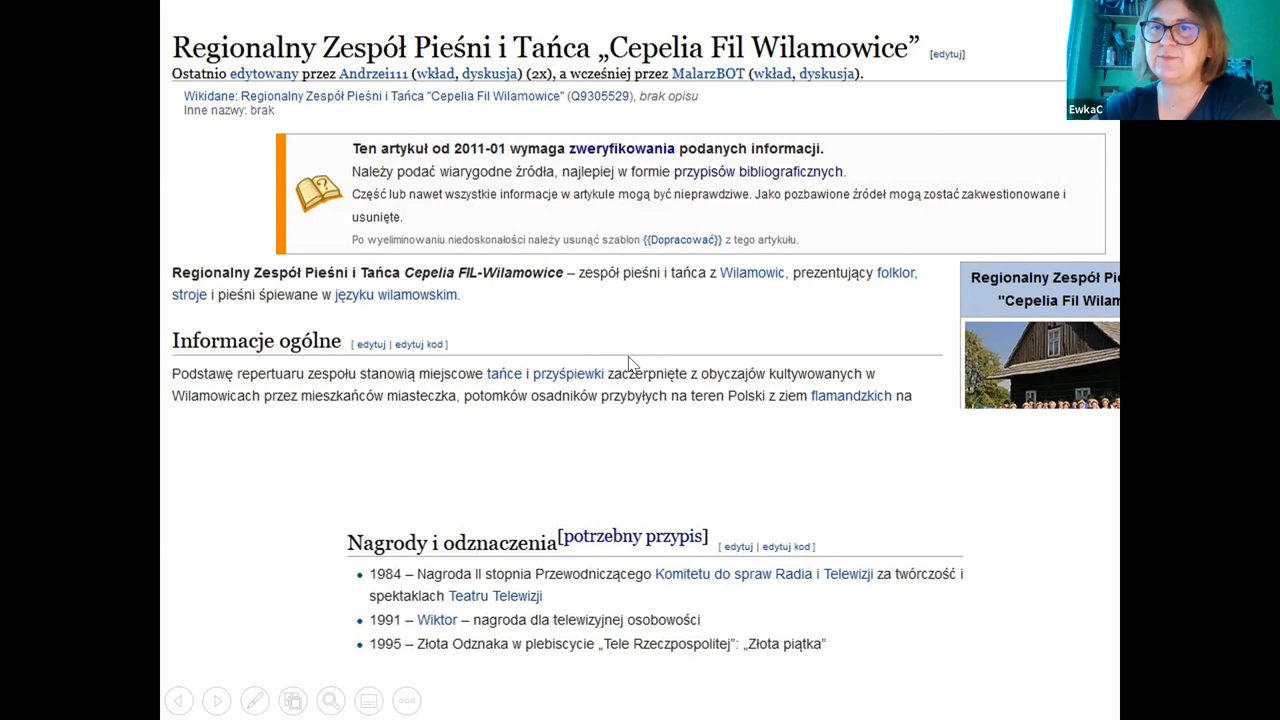 Regionalny Zespół Pieśni i Tańca „Cepelia Fil Wilamowice” [edytuj]
Ostatnio edytowany przez Andrzei111 (wkład, dyskusja) (2x), a wcześniej przez MalarzBOT (wkład, dyskusja).
Wikidane: Regionalny Zespół Pieśni i Tańca "Cepelia Fil Wilamowice" (Q9305529), brak opisu
Inne nazwy: brak
EwkaC
Ten artykuł od 2011-01 wymaga zweryfikowania podanych informacji.
Należy podać wiarygodne źródła, najlepiej w formie przypisów bibliograficznych.
Część lub nawet wszystkie informacje w artykule mogą być nieprawdziwe. Jako pozbawione źródeł mogą zostać zakwestionowane i
usunięte.
Po wyeliminowaniu niedoskonałości należy usunąć szablon {{Dopracować}} z tego artykułu.
Regionalny Zespół Pieśni i Tańca Cepelia FIL-Wilamowice – zespół pieśni i tańca z Wilamowic, prezentujący folklor,
stroje i pieśni śpiewane w języku wilamowskim.
Regionalny Zespół Pie
"Cepelia Fil Wilam
Informacje ogólne [ edytuj | edytuj kod ]
Podstawę repertuaru zespołu stanowią miejscowe tańce i przyśpiewki zaczerpnięte z obyczajów kultywowanych w
Wilamowicach przez mieszkańców miasteczka, potomków osadników przybyłych na teren Polski z ziem flamandzkich na
Nagrody i odznaczenia[potrzebny przypis] [ edytuj | edytuj kod ]
• 1984 – Nagroda II stopnia Przewodniczącego Komitetu do spraw Radia i Telewizji za twórczość i
spektaklach Teatru Telewizji
• 1991 – Wiktor – nagroda dla telewizyjnej osobowości
• 1995 – Złota Odznaka w plebiscycie „Tele Rzeczpospolitej”: „Złota piątka”